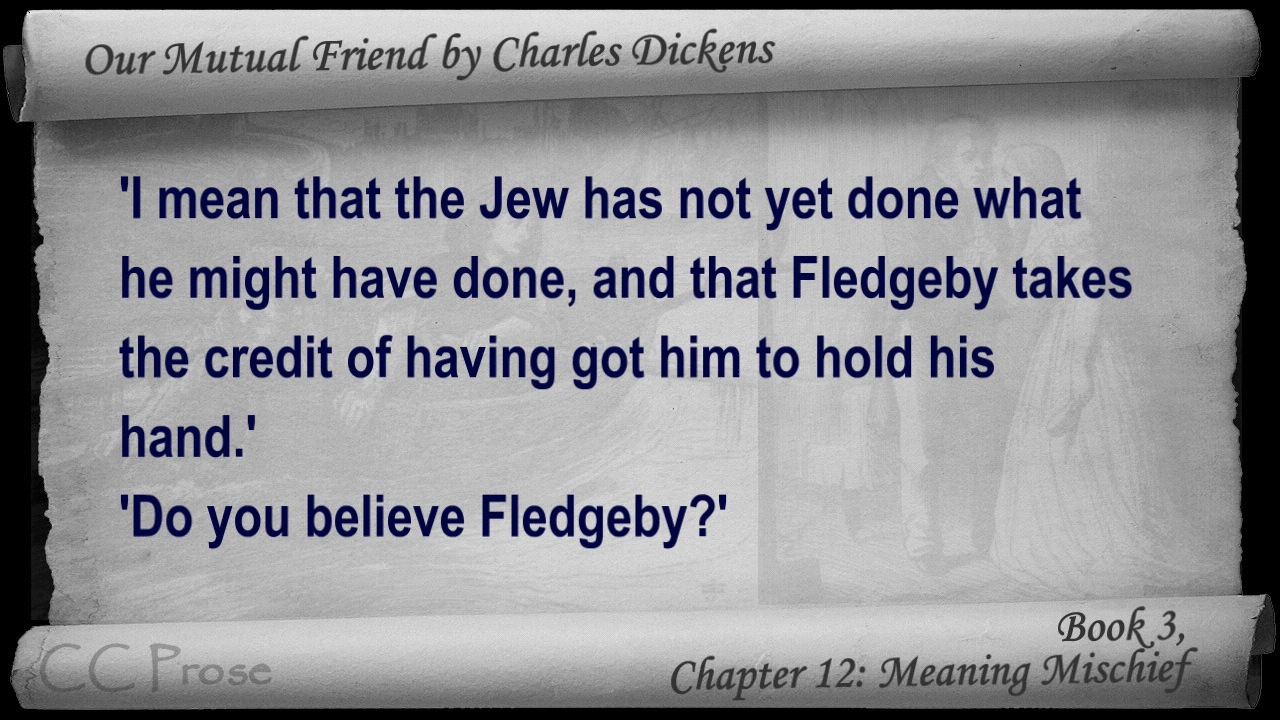 Our Mutual Friend by Charles Dickens
'I mean that the Jew has not yet done what
he might have done, and that Fledgeby takes
the credit of having got him to hold his
hand.'
'Do you believe Fledgeby?'
Book 3,
Chapter 12: Meaning Mischief
CC Prose